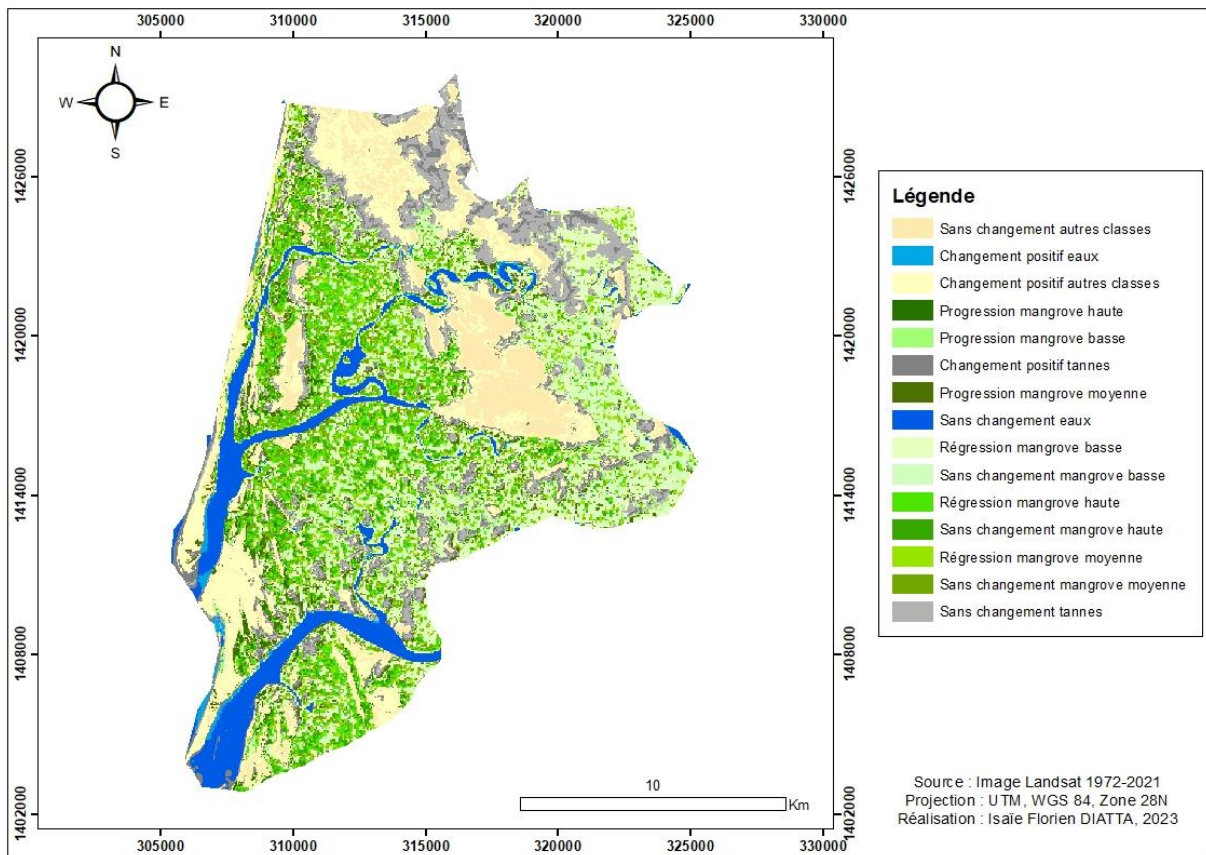 305000 310000 315000 320000 325000 330000
N
W E
S
1426000 1426000
1420000 1420000
1414000 1414000
1408000 1408000
1402000 1402000
Légende
Sans changement autres classes
Changement positif eaux
Changement positif autres classes
Progression mangrove haute
Progression mangrove basse
Changement positif tannes
Progression mangrove moyenne
Sans changement eaux
Régression mangrove basse
Sans changement mangrove basse
Régression mangrove haute
Sans changement mangrove haute
Régression mangrove moyenne
Sans changement mangrove moyenne
Sans changement tannes
10
Km
Source : Image Landsat 1972-2021
Projection : UTM, WGS 84, Zone 28N
Réalisation : Isaïe Florien DIATTA, 2023
305000 310000 315000 320000 325000 330000